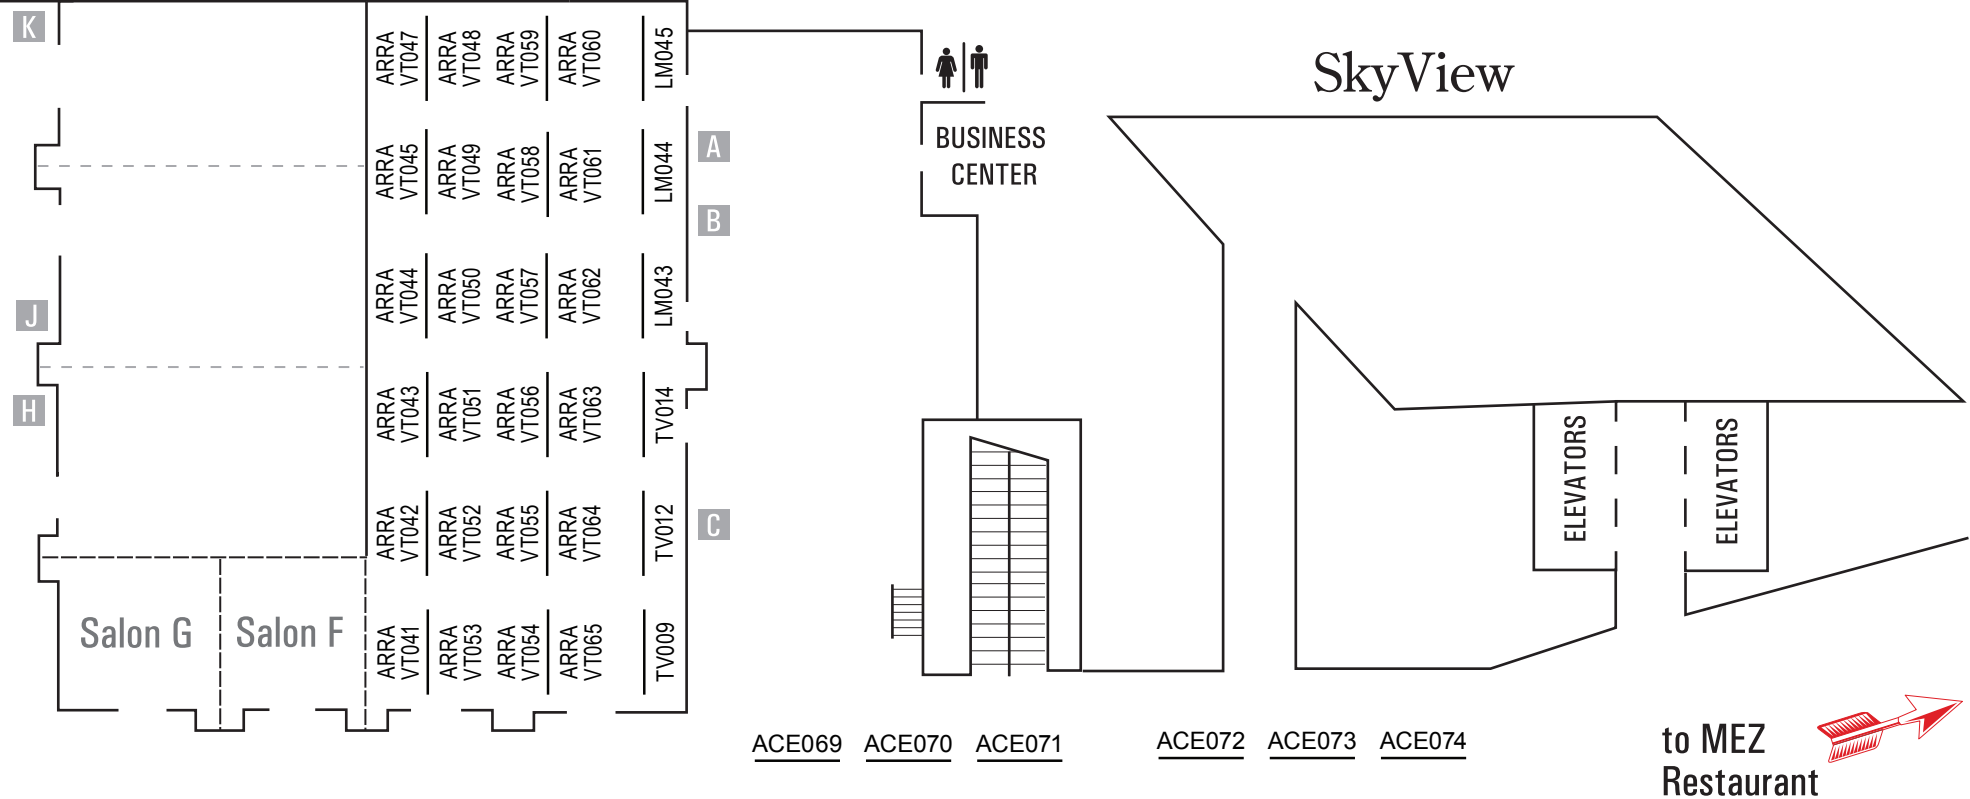 K
ARRA
VT047
ARRA
VT048
ARRA
VT059
ARRA
VT060
LM045
SkyView
BUSINESS
CENTER
A
ARRA
VT045
ARRA
VT049
ARRA
VT058
ARRA
VT061
LM044
B
J
ARRA
VT044
ARRA
VT050
ARRA
VT057
ARRA
VT062
LM043
H
ARRA
VT043
ARRA
VT051
ARRA
VT056
ARRA
VT063
TV014
ELEVATORS
ELEVATORS
ARRA
VT042
ARRA
VT052
ARRA
VT055
ARRA
VT064
TV012
C
Salon G
Salon F
ARRA
VT041
ARRA
VT053
ARRA
VT054
ARRA
VT065
TV009
ACE069
ACE070
ACE071
ACE072
ACE073
ACE074
to MEZ
Restaurant